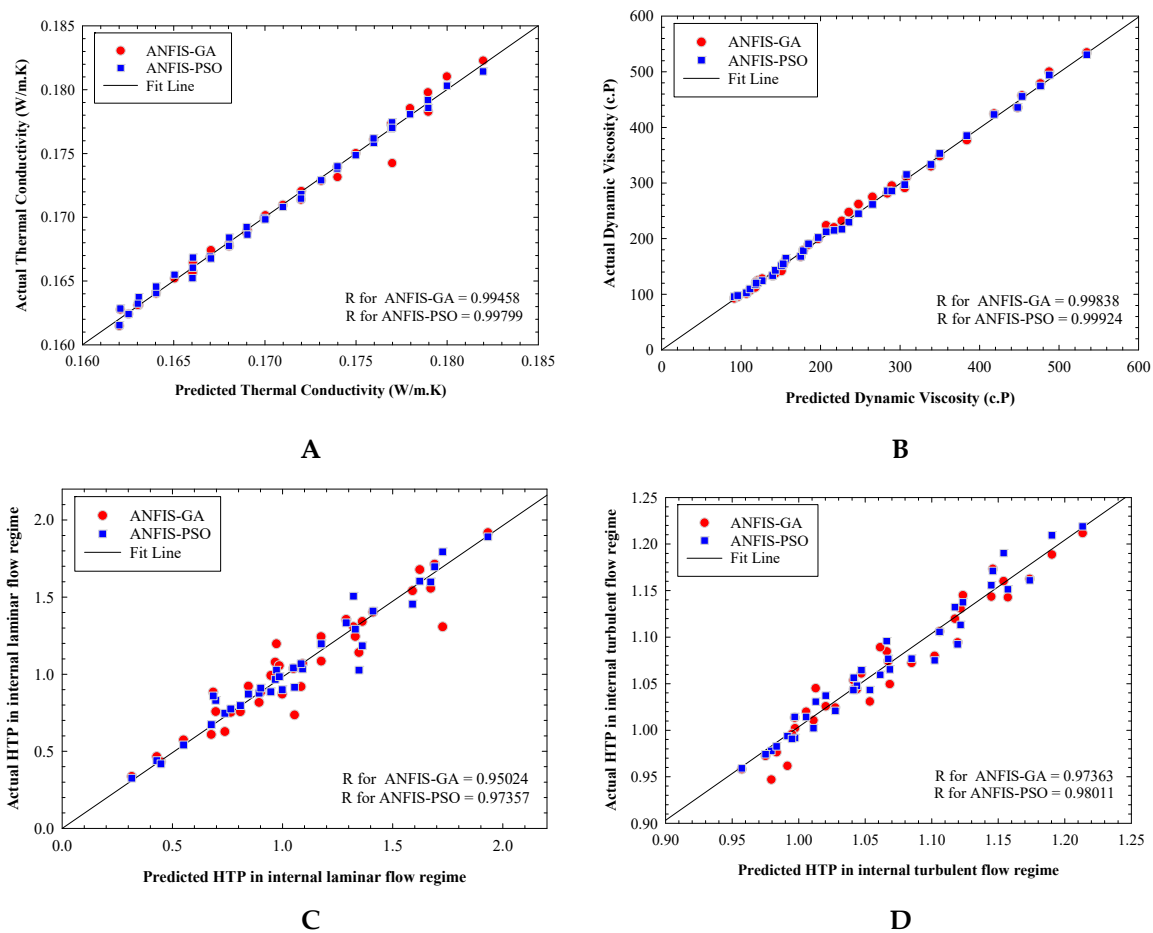 0.185
ANFIS-GA
ANFIS-PSO
Fit Line
0.180
0.175
0.170
0.165
0.160
Actual Thermal Conductivity (W/m.K)
R for ANFIS-GA = 0.99458
R for ANFIS-PSO = 0.99799
0.160 0.165 0.170 0.175 0.180 0.185
Predicted Thermal Conductivity (W/m.K)
A
600
ANFIS-GA
ANFIS-PSO
Fit Line
500
400
300
200
100
0
Actual Dynamic Viscosity (c.P)
R for ANFIS-GA = 0.99838
R for ANFIS-PSO = 0.99924
0 100 200 300 400 500 600
Predicted Dynamic Viscosity (c.P)
B
ANFIS-GA
ANFIS-PSO
Fit Line
2.0
1.5
1.0
0.5
0.0
Actual HTP in internal laminar flow regime
R for ANFIS-GA = 0.95024
R for ANFIS-PSO = 0.97357
0.0 0.5 1.0 1.5 2.0
Predicted HTP in internal laminar flow regime
C
1.25
ANFIS-GA
ANFIS-PSO
Fit Line
1.20
1.15
1.10
1.05
1.00
0.95
0.90
Actual HTP in internal turbulent flow regime
R for ANFIS-GA = 0.97363
R for ANFIS-PSO = 0.98011
0.90 0.95 1.00 1.05 1.10 1.15 1.20 1.25
Predicted HTP in internal turbulent flow regime
D